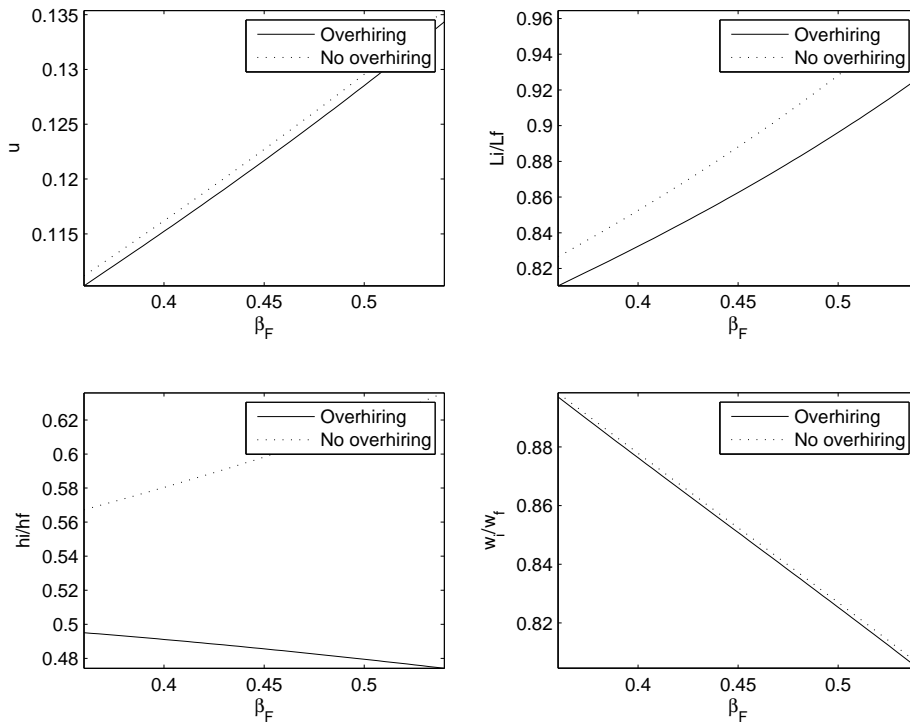 0.135
0.13
0.125
0.12
0.115
u
0.4
0.45
0.5
β_F
Overhiring
No overhiring
0.96
0.94
0.92
0.9
0.88
0.86
0.84
0.82
Li/Lf
0.4
0.45
0.5
β_F
Overhiring
No overhiring
0.62
0.6
0.58
0.56
0.54
0.52
0.5
0.48
hi/hf
0.4
0.45
0.5
β_F
Overhiring
No overhiring
0.88
0.86
0.84
0.82
w_i/w_f
0.4
0.45
0.5
β_F
Overhiring
No overhiring